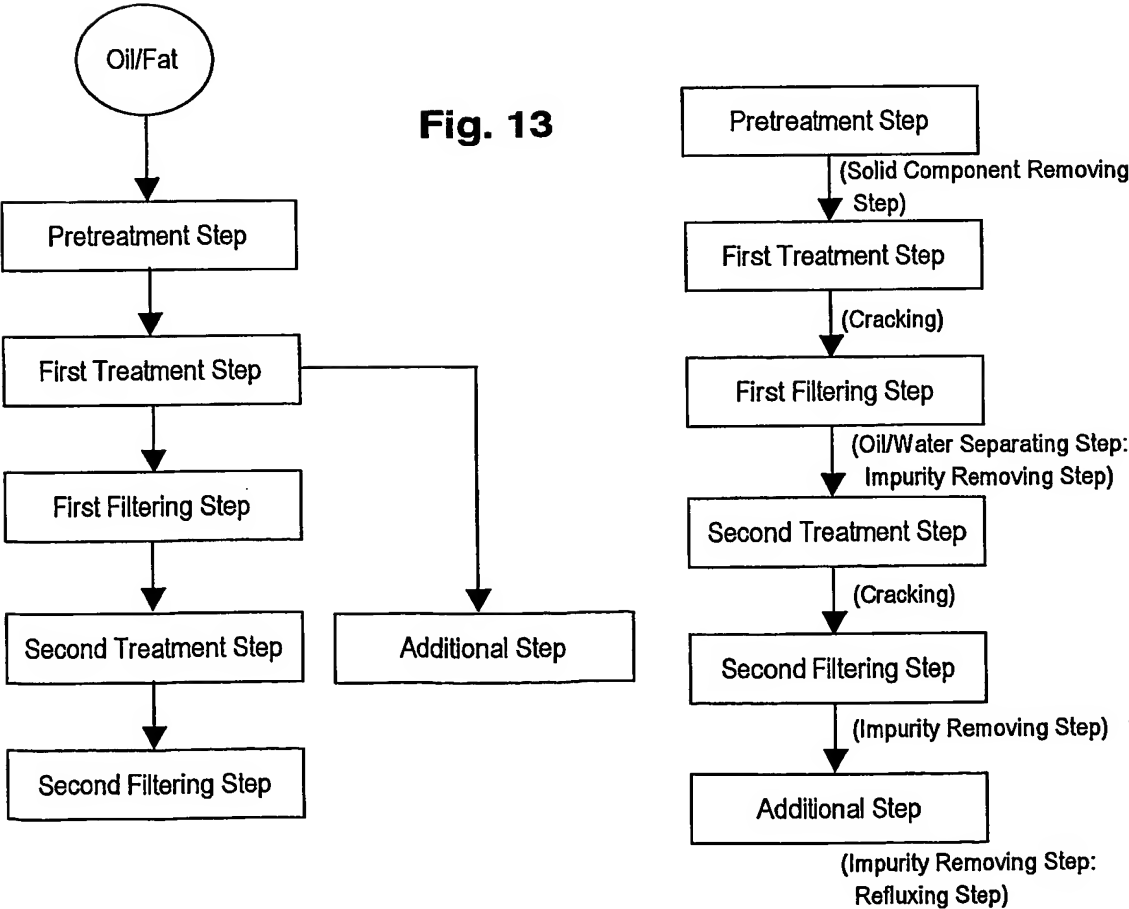 Oil/Fat
Pretreatment Step
First Treatment Step
First Filtering Step
Second Treatment Step
Second Filtering Step
Additional Step
Fig. 13
Pretreatment Step
(Solid Component Removing
Step)
First Treatment Step
(Cracking)
First Filtering Step
(Oil/Water Separating Step:
Impurity Removing Step)
Second Treatment Step
(Cracking)
Second Filtering Step
(Impurity Removing Step)
Additional Step
(Impurity Removing Step:
Refluxing Step)